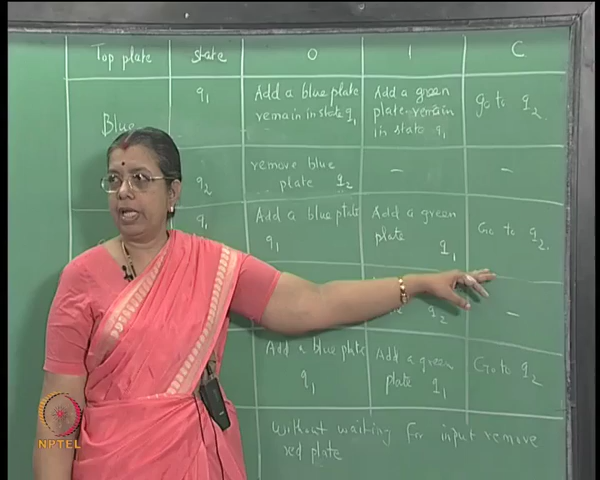 Top plate state 0 1 C
Blue q1 Add a blue plate remain in state q1 Add a green plate remain in state q1 go to q2
q2 remove blue plate q2 — —
q1 Add a blue plate q1 Add a green plate q1 Go to q2
q2 —
Add a blue plate q1 Add a green plate q1 Go to q2
Without waiting for input remove
red plate
NPTEL